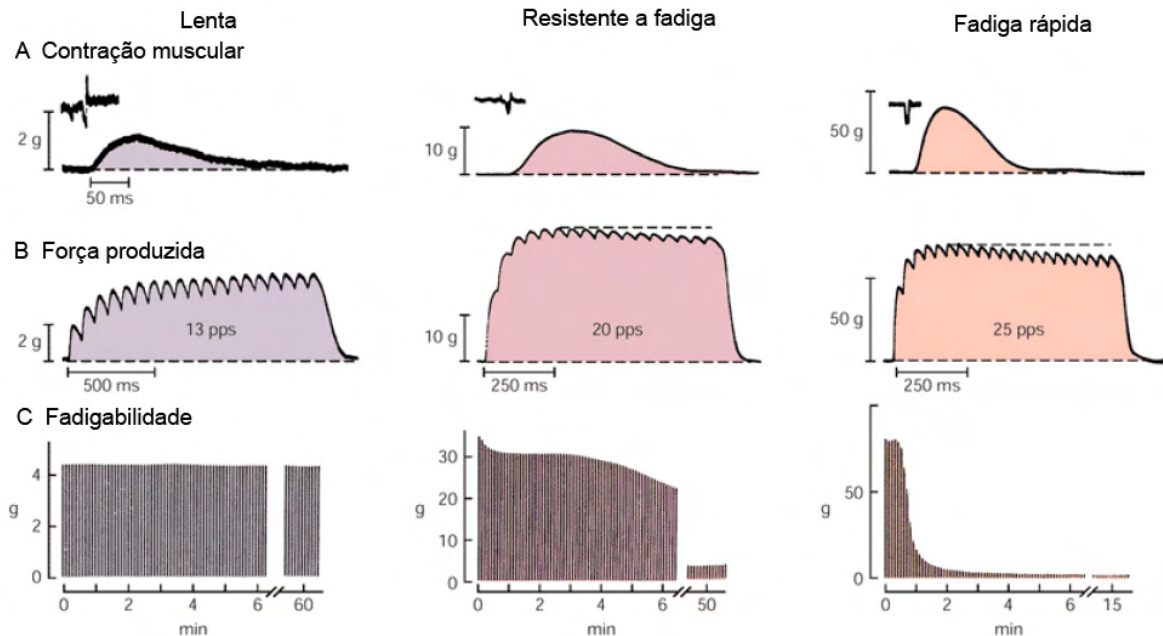 Lenta
Resistente a fadiga
Fadiga rápida
A Contração muscular
2 g
50 ms
10 g
50 g
B Força produzida
2 g
13 pps
500 ms
10 g
20 pps
250 ms
50 g
25 pps
250 ms
C Fadigabilidade
4
2
0
g
0 2 4 6 60
min
30
20
10
0
g
0 2 4 6 50
min
50
0
g
0 2 4 6 15
min